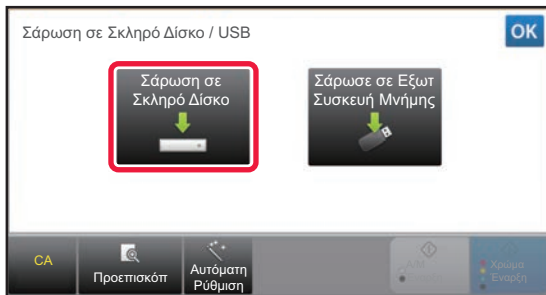 Σάρωση σε Σκληρό Δίσκο / USB
OK
Σάρωση σε
Σκληρό Δίσκο
Σάρωσε σε Εξωτ
Συσκευή Μνήμης
CA
Προεπισκόπ
Αυτόματη
Ρύθμιση
Χρώμα
Έναρξη